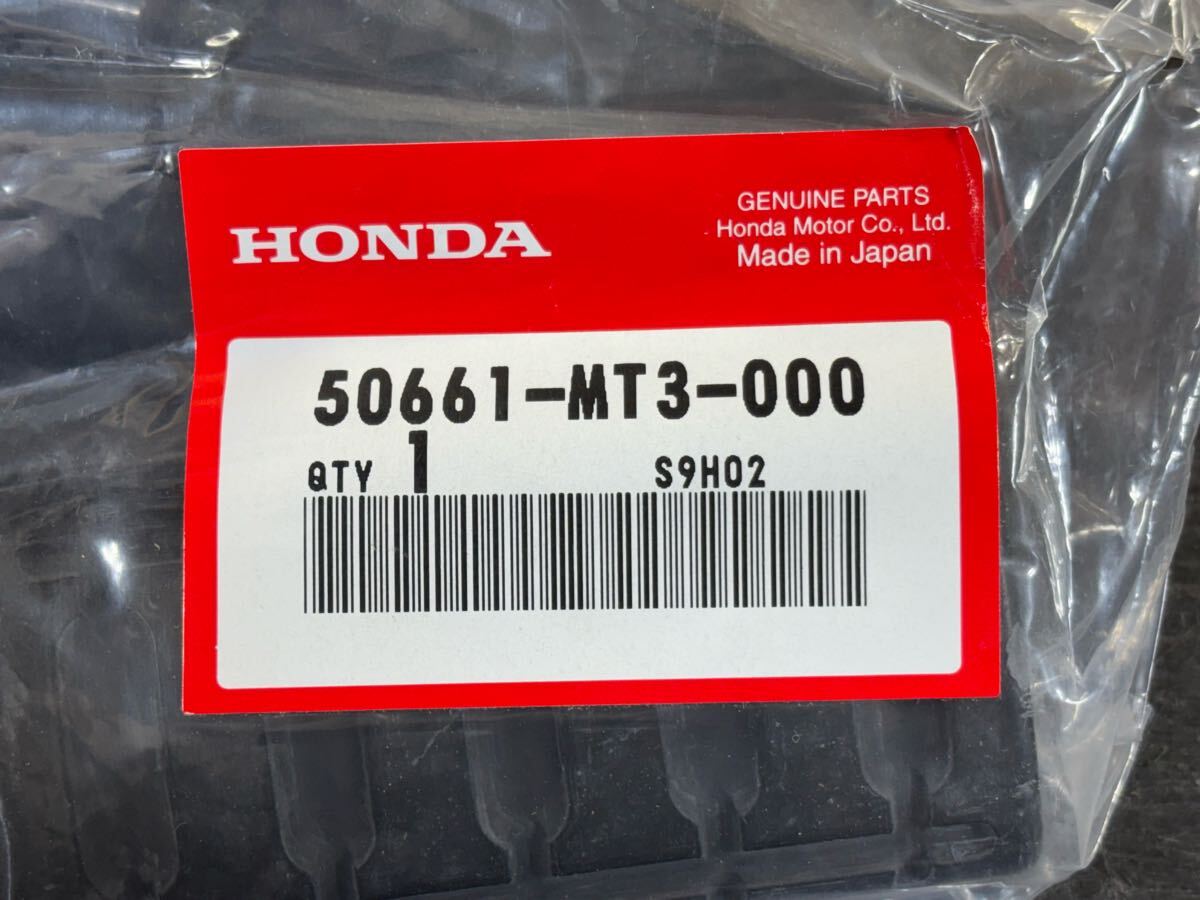 HONDA
GENUINE PARTS
Honda Motor Co., Ltd.
Made in Japan
50661-MT3-000
QTY 1 S9H02